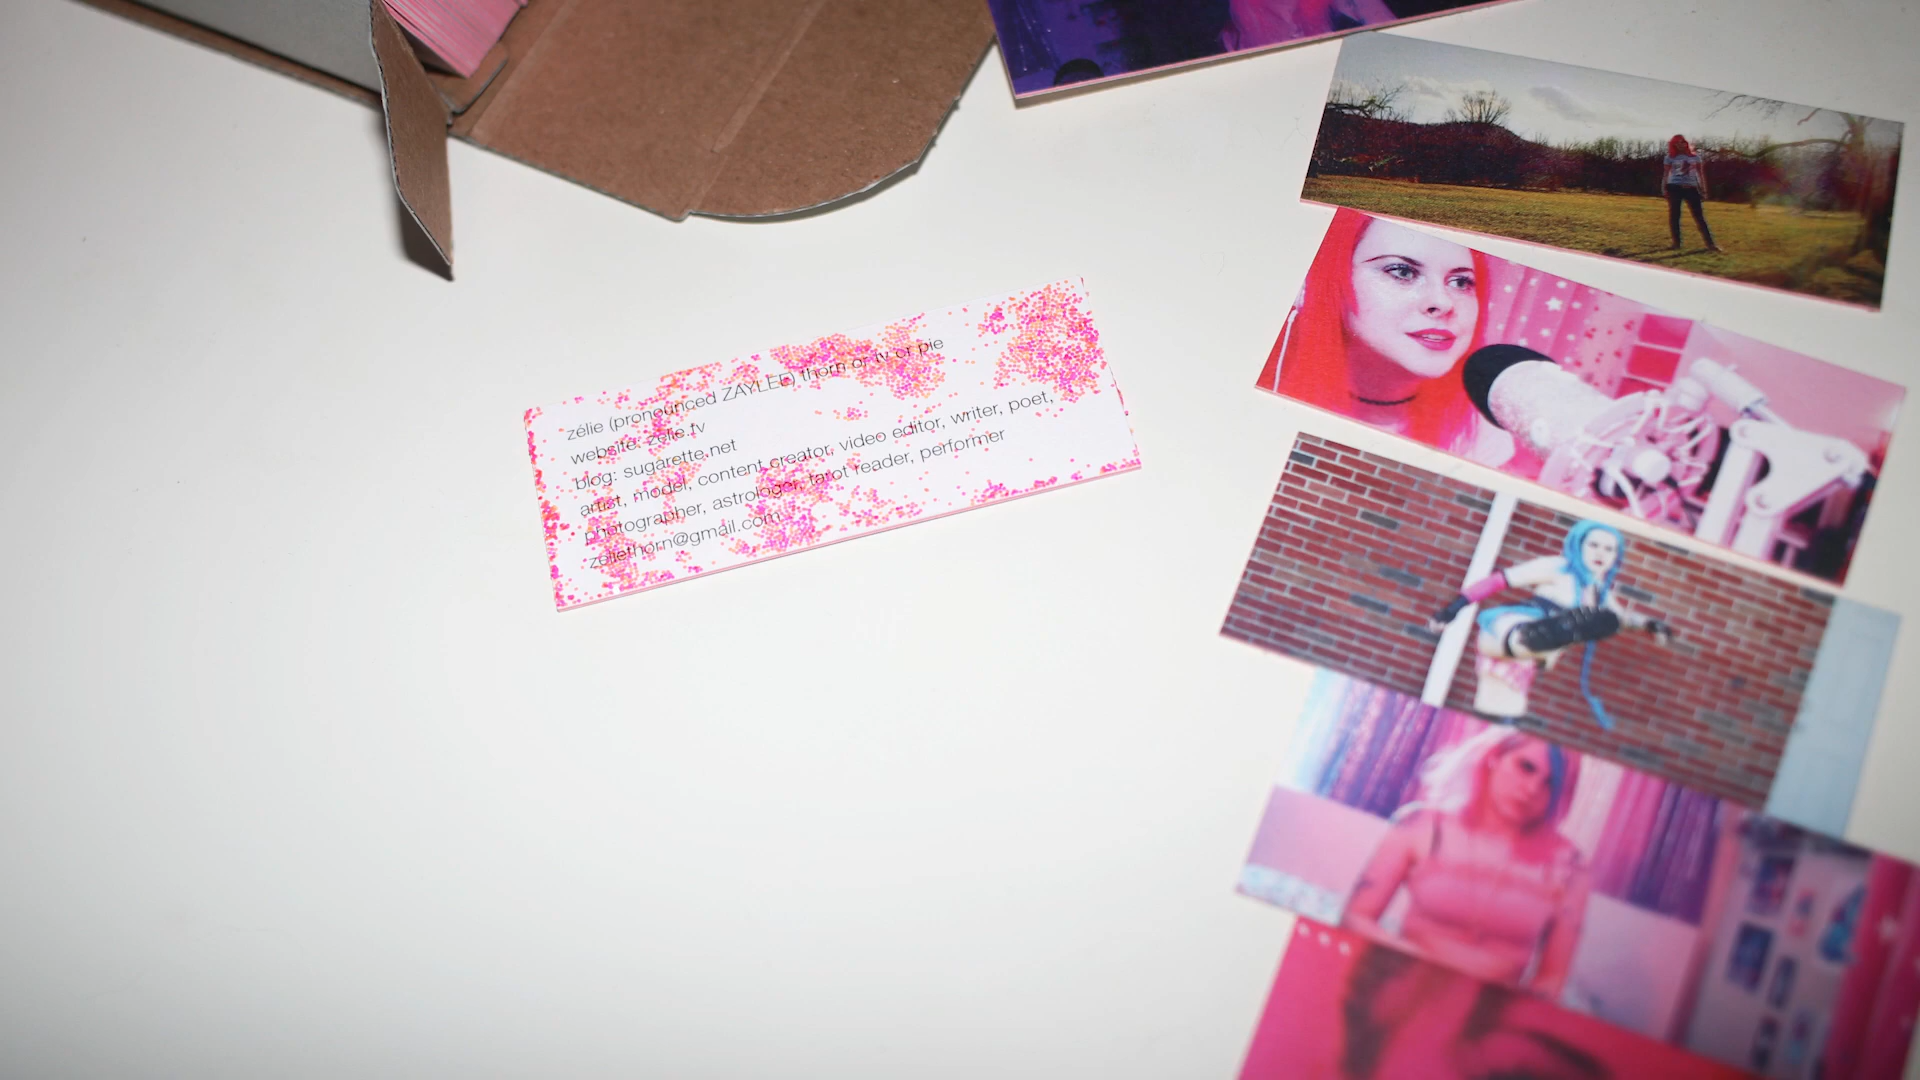 zélie (pronounced ZAYLEE) thorn or tv or pie
website: zelie.tv
blog: sugarette.net
artist, model, content creator, video editor, writer, poet,
photographer, astrologer, tarot reader, performer
zeliethorn@gmail.com